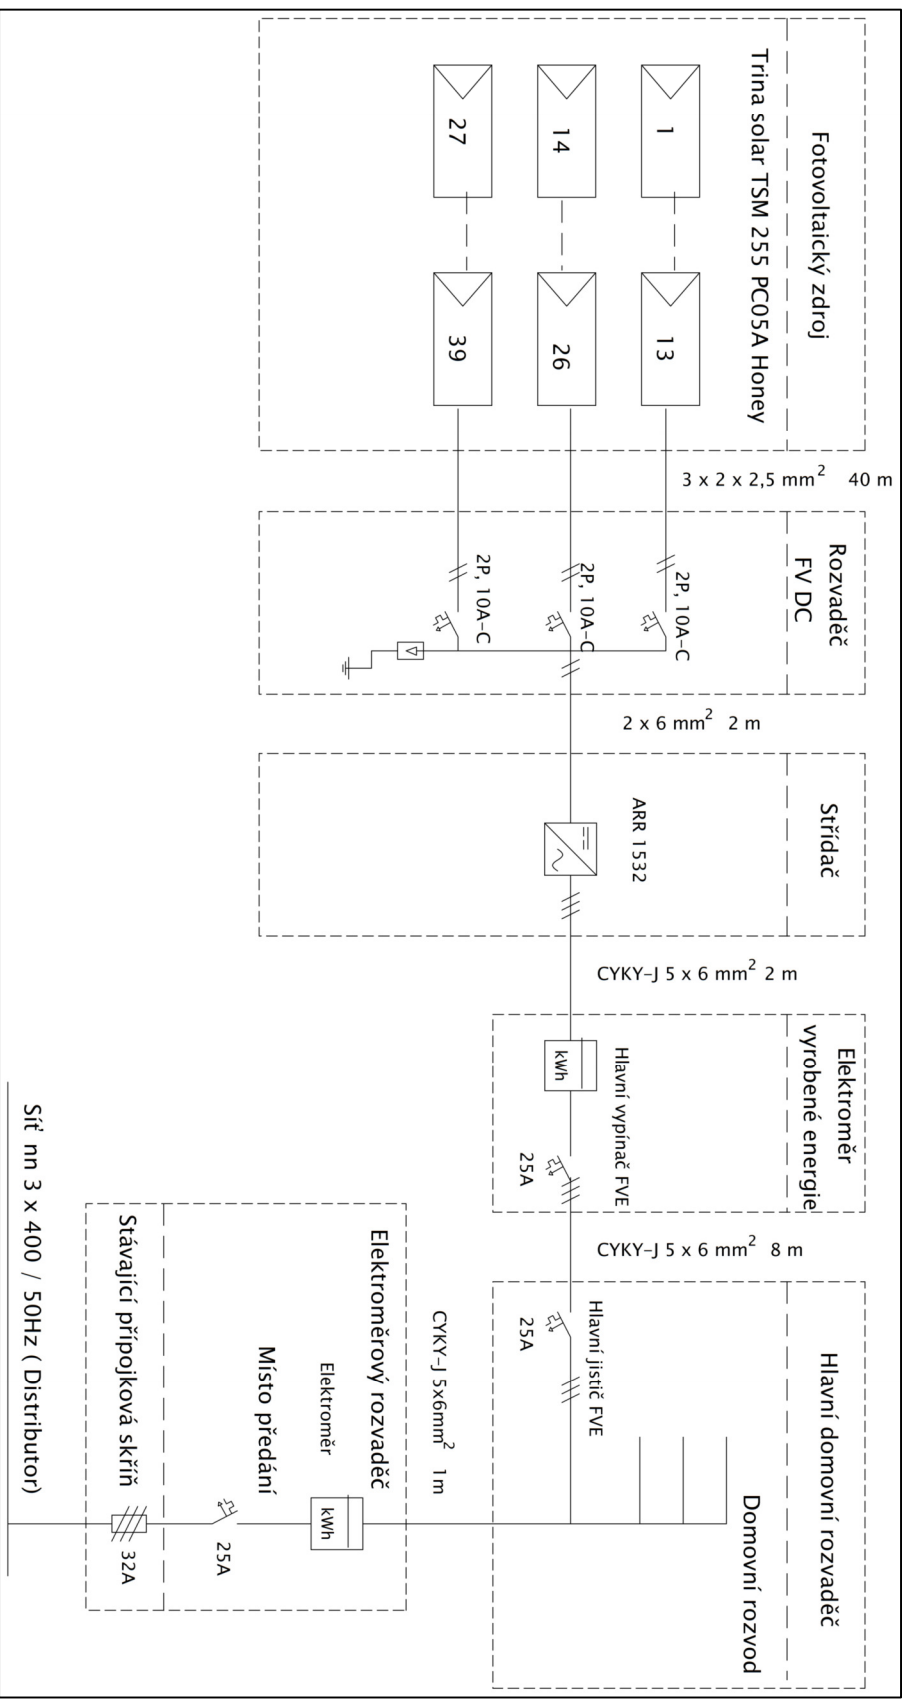 Fotovoltaický zdroj
Trina solar TSM 255 PC05A Honey
1
13
14
26
27
39
3 x 2 x 2,5 mm² 40 m
Rozvaděč
FV DC
2P, 10A-C
2P, 10A-C
2P, 10A-C
2 x 6 mm² 2 m
Střídač
ARR 1532
CYKY-J 5 x 6 mm² 2 m
Elektroměr
vyrobené energie
Hlavní vypínač FVE
kWh
25A
CYKY-J 5 x 6 mm² 8 m
Hlavní domovní rozvaděč
Domovní rozvod
Hlavní jistič FVE
25A
CYKY-J 5x6mm² 1m
Elektroměrový rozvaděč
Elektroměr
kWh
Místo předání
25A
Stávající přípojková skříň
32A
Síť nn 3 x 400 / 50Hz ( Distributor)